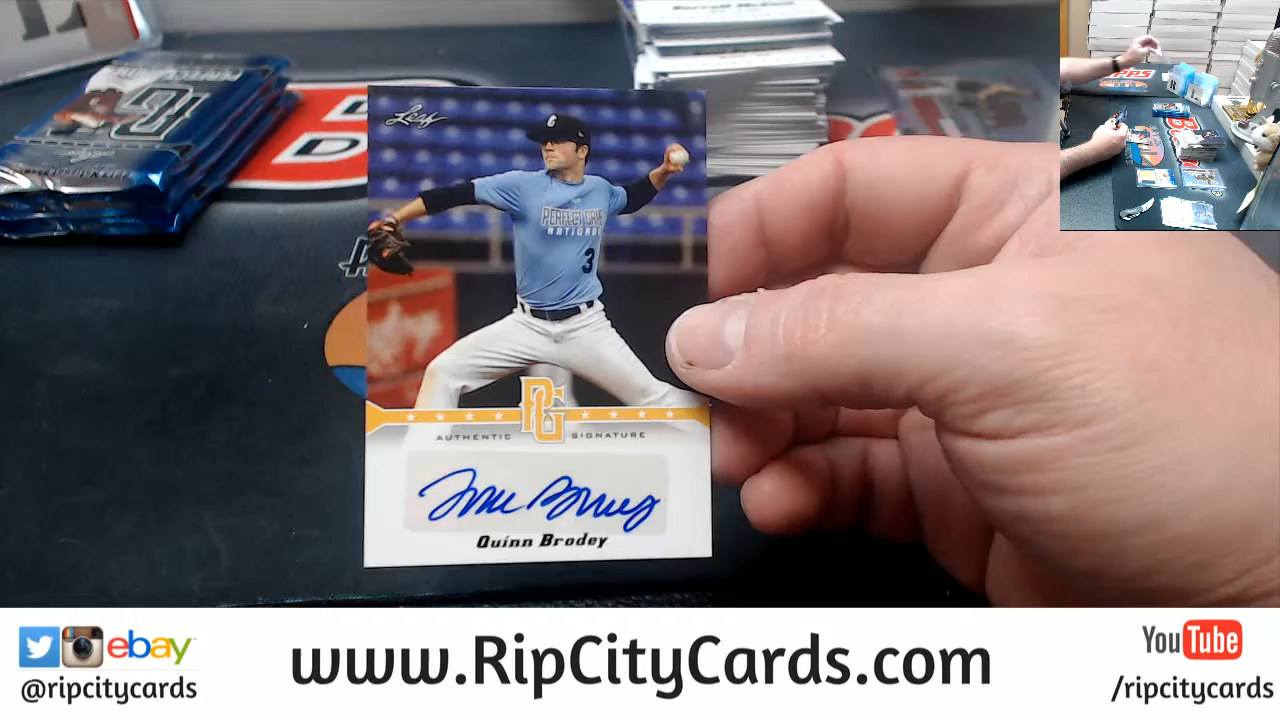 Leaf
PERFECT GAME
NATIONAL
3
PG
AUTHENTIC SIGNATURE
Quinn Brodey
ebay
www.RipCityCards.com
You Tube
@ripcitycards
/ripcitycards